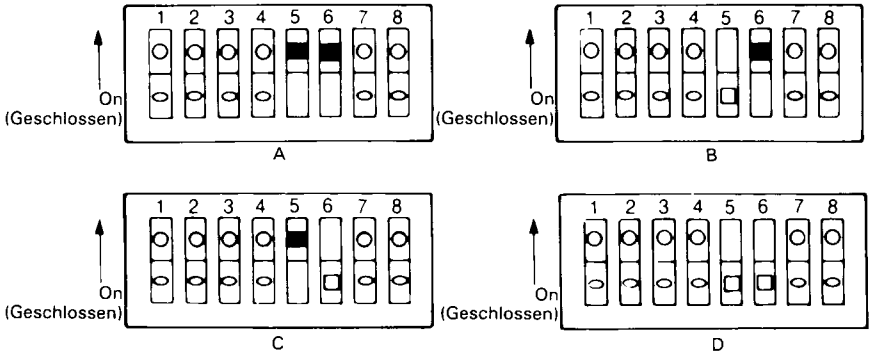 1 2 3 4 5 6 7 8
On
(Geschlossen)
A
1 2 3 4 5 6 7 8
On
(Geschlossen)
B
1 2 3 4 5 6 7 8
On
(Geschlossen)
C
1 2 3 4 5 6 7 8
On
(Geschlossen)
D